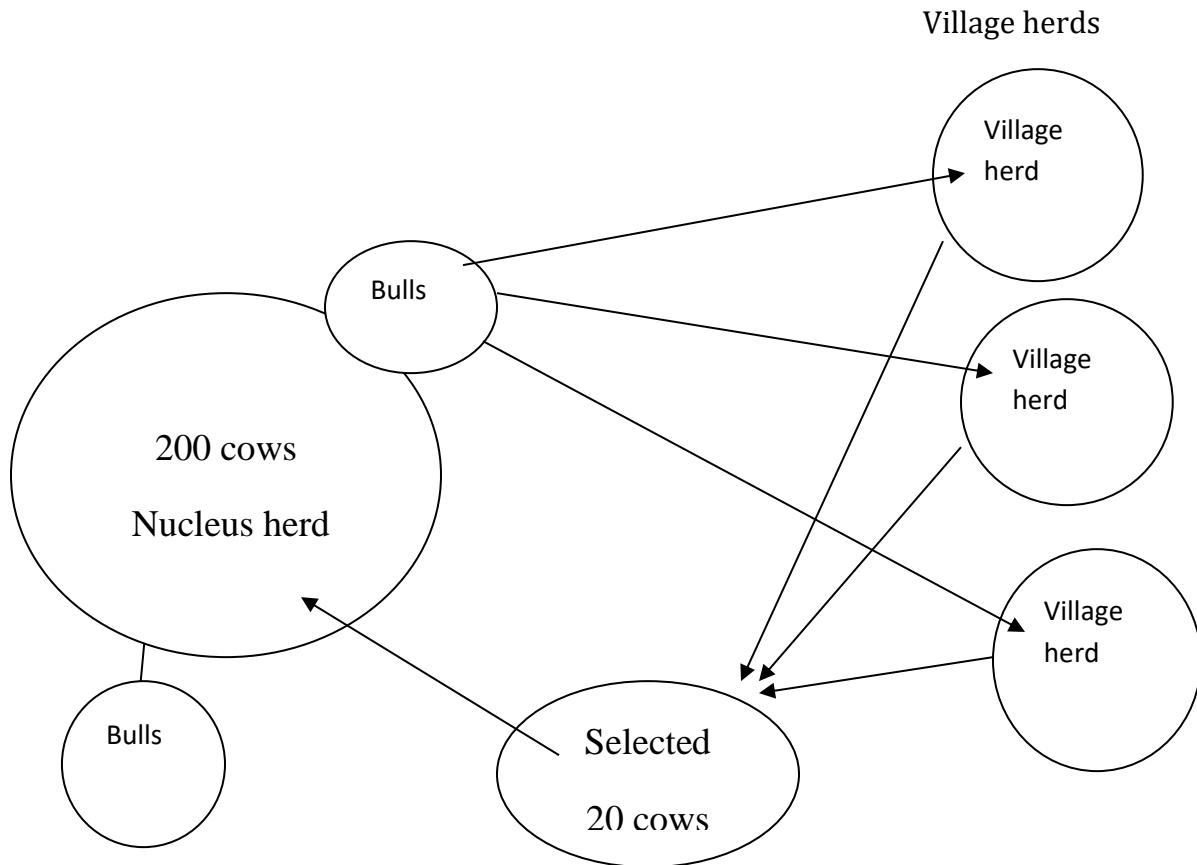 Village herds
Village
herd
Bulls
Village
herd
200 cows
Nucleus herd
Village
herd
Bulls
Selected
20 cows